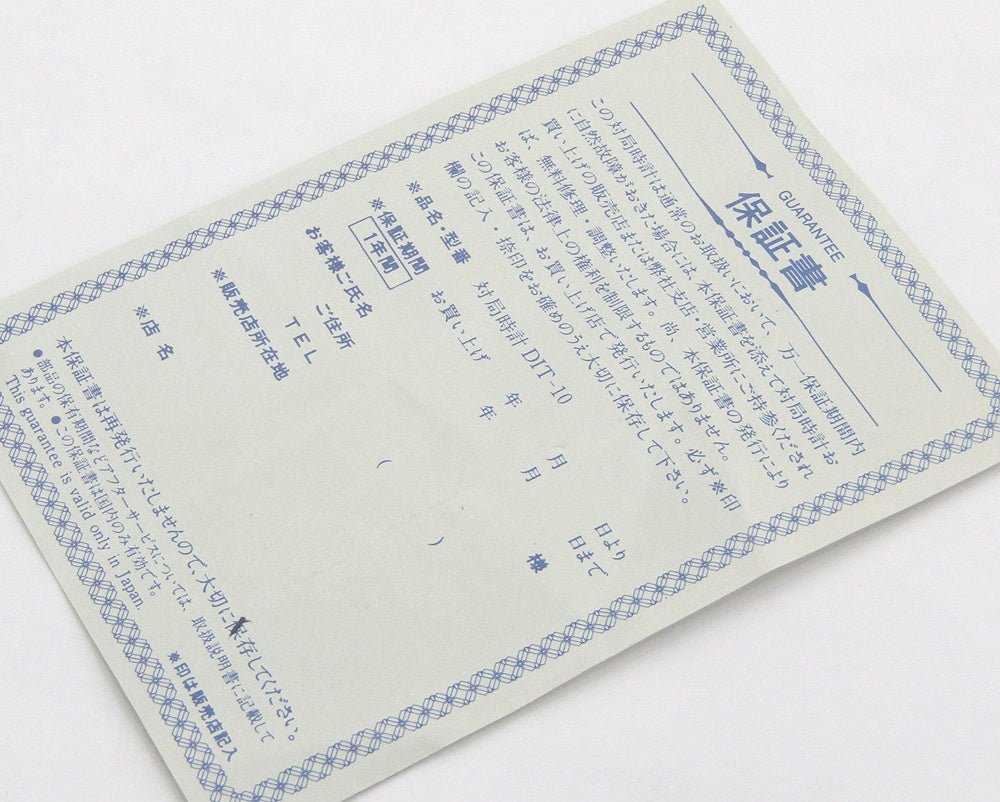 GUARANTEE
保証書
この対局時計は通常のお取扱いにおいて、万一保証期間内
に自然故障がおきた場合には、本保証書を添えて対局時計お
買い上げの販売店または弊社支店・営業所にご持参くだされ
ば、無料修理・調整いたします。尚、本保証書の発行により
お客様の法律上の権利を制限するものではありません。
この保証書は、お買い上げ店で発行いたします。必ず※印
欄の記入・捺印をお確めのうえ大切に保存して下さい。
※品名・型番 対局時計 DIT-10
※保証期間 お買い上げ 年 月 日より
1年間 年 月 日まで
お客様ご氏名 様
ご住所
TEL ( )
※販売店所在地
※店名
本保証書は再発行いたしませんので、大切に保存してください。
●部品の保有期間などアフターサービスについては、取扱説明書に記載して
あります。●この保証書は国内のみ有効です。
This guarantee is valid only in Japan.
※印は販売店記入